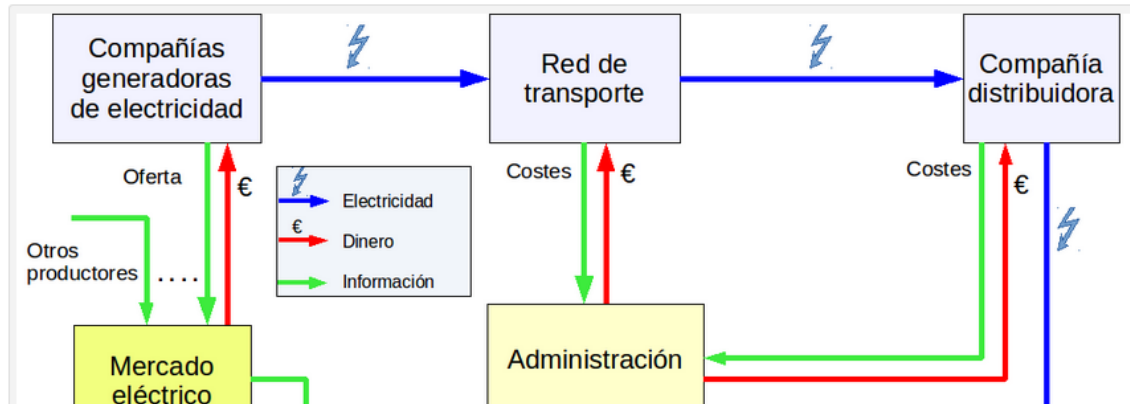 Compañías
generadoras
de electricidad
Red de
transporte
Compañía
distribuidora
Oferta
€
Costes
€
Costes
€
Electricidad
€
Dinero
Información
Otros
productores
....
Mercado
eléctrico
Administración